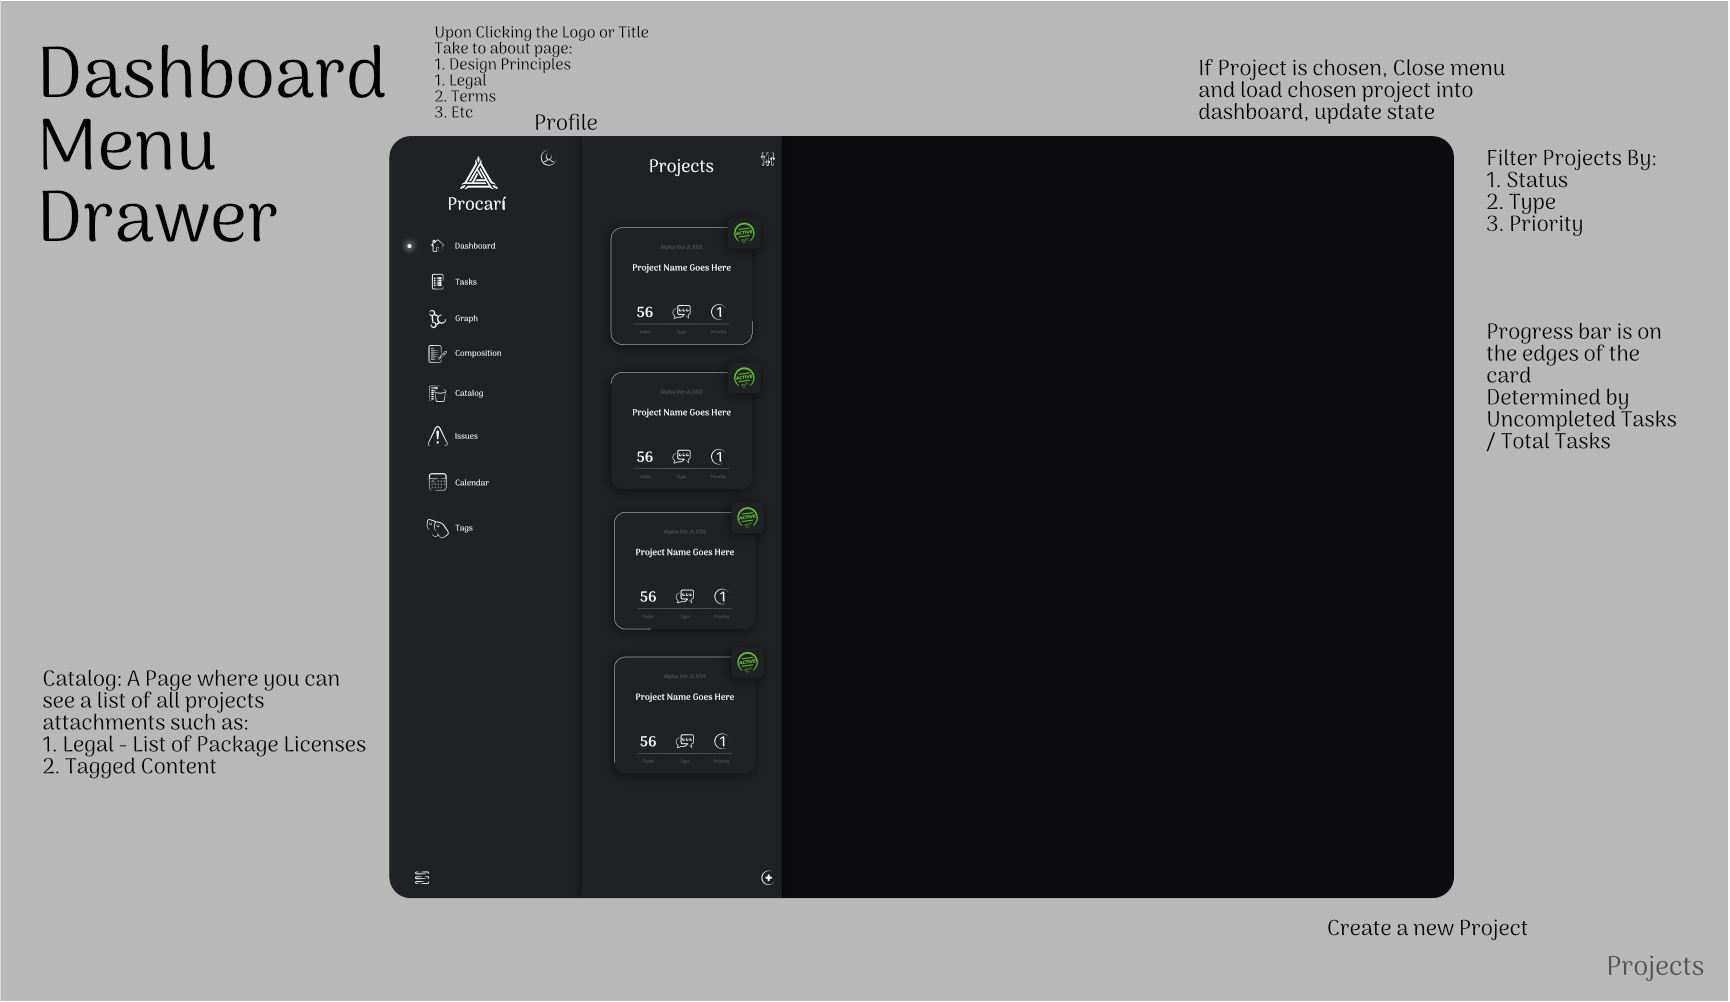 Dashboard
Menu
Drawer
Upon Clicking the Logo or Title
Take to about page:
1. Design Principles
1. Legal
2. Terms
3. Etc
Profile
If Project is chosen, Close menu
and load chosen project into
dashboard, update state
Filter Projects By:
1. Status
2. Type
3. Priority
Progress bar is on
the edges of the
card
Determined by
Uncompleted Tasks
/ Total Tasks
Procarí
Dashboard
Tasks
Graph
Composition
Catalog
Issues
Calendar
Tags
Projects
ACTIVE
Alpha Ver A.XXX
Project Name Goes Here
56 1
Tasks Type Priority
ACTIVE
Alpha Ver A.XXX
Project Name Goes Here
56 1
Tasks Type Priority
ACTIVE
Alpha Ver A.XXX
Project Name Goes Here
56 1
Tasks Type Priority
ACTIVE
Alpha Ver A.XXX
Project Name Goes Here
56 1
Tasks Type Priority
Catalog: A Page where you can
see a list of all projects
attachments such as:
1. Legal - List of Package Licenses
2. Tagged Content
Create a new Project
Projects